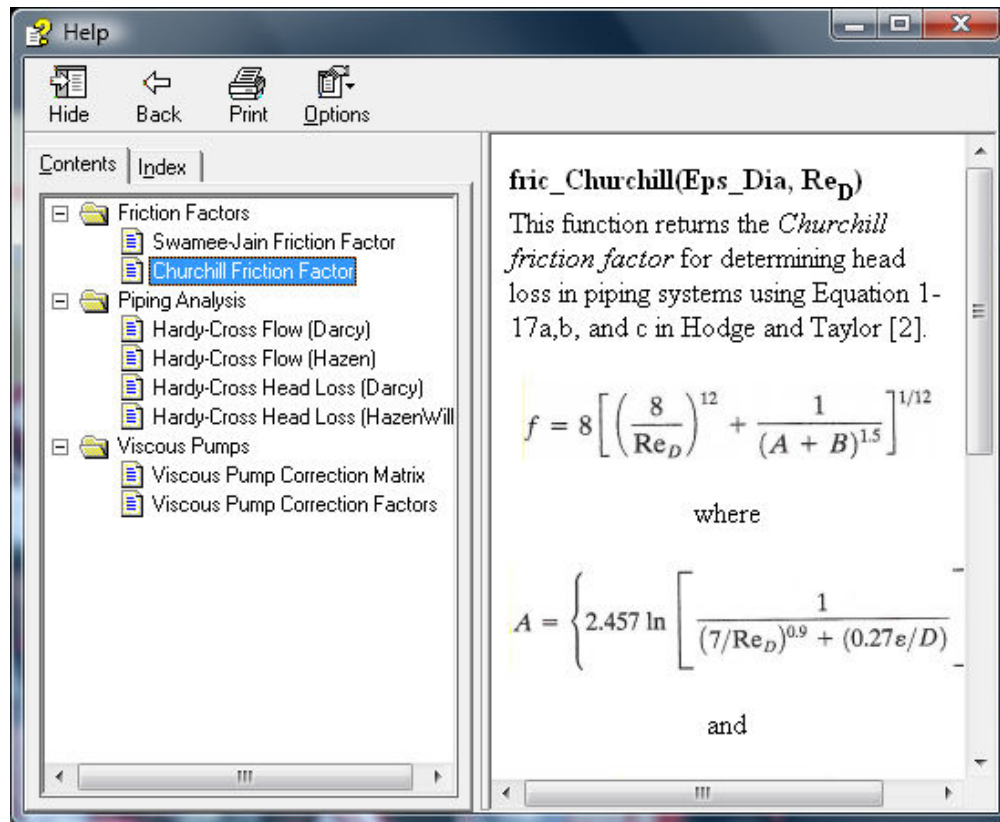 Help
Hide Back Print Options
Contents Index
Friction Factors
Swamee-Jain Friction Factor
Churchill Friction Factor
Piping Analysis
Hardy-Cross Flow (Darcy)
Hardy-Cross Flow (Hazen)
Hardy-Cross Head Loss (Darcy)
Hardy-Cross Head Loss (HazenWill
Viscous Pumps
Viscous Pump Correction Matrix
Viscous Pump Correction Factors
fric_Churchill(Eps_Dia, Re_D)
This function returns the Churchill
friction factor for determining head
loss in piping systems using Equation 1-
17a,b, and c in Hodge and Taylor [2].
f = 8 [ ( 8 / Re_D )^12 + 1 / (A + B)^1.5 ]^1/12
where
A = { 2.457 ln [ 1 / ( (7/Re_D)^0.9 + (0.27ε/D) )
and